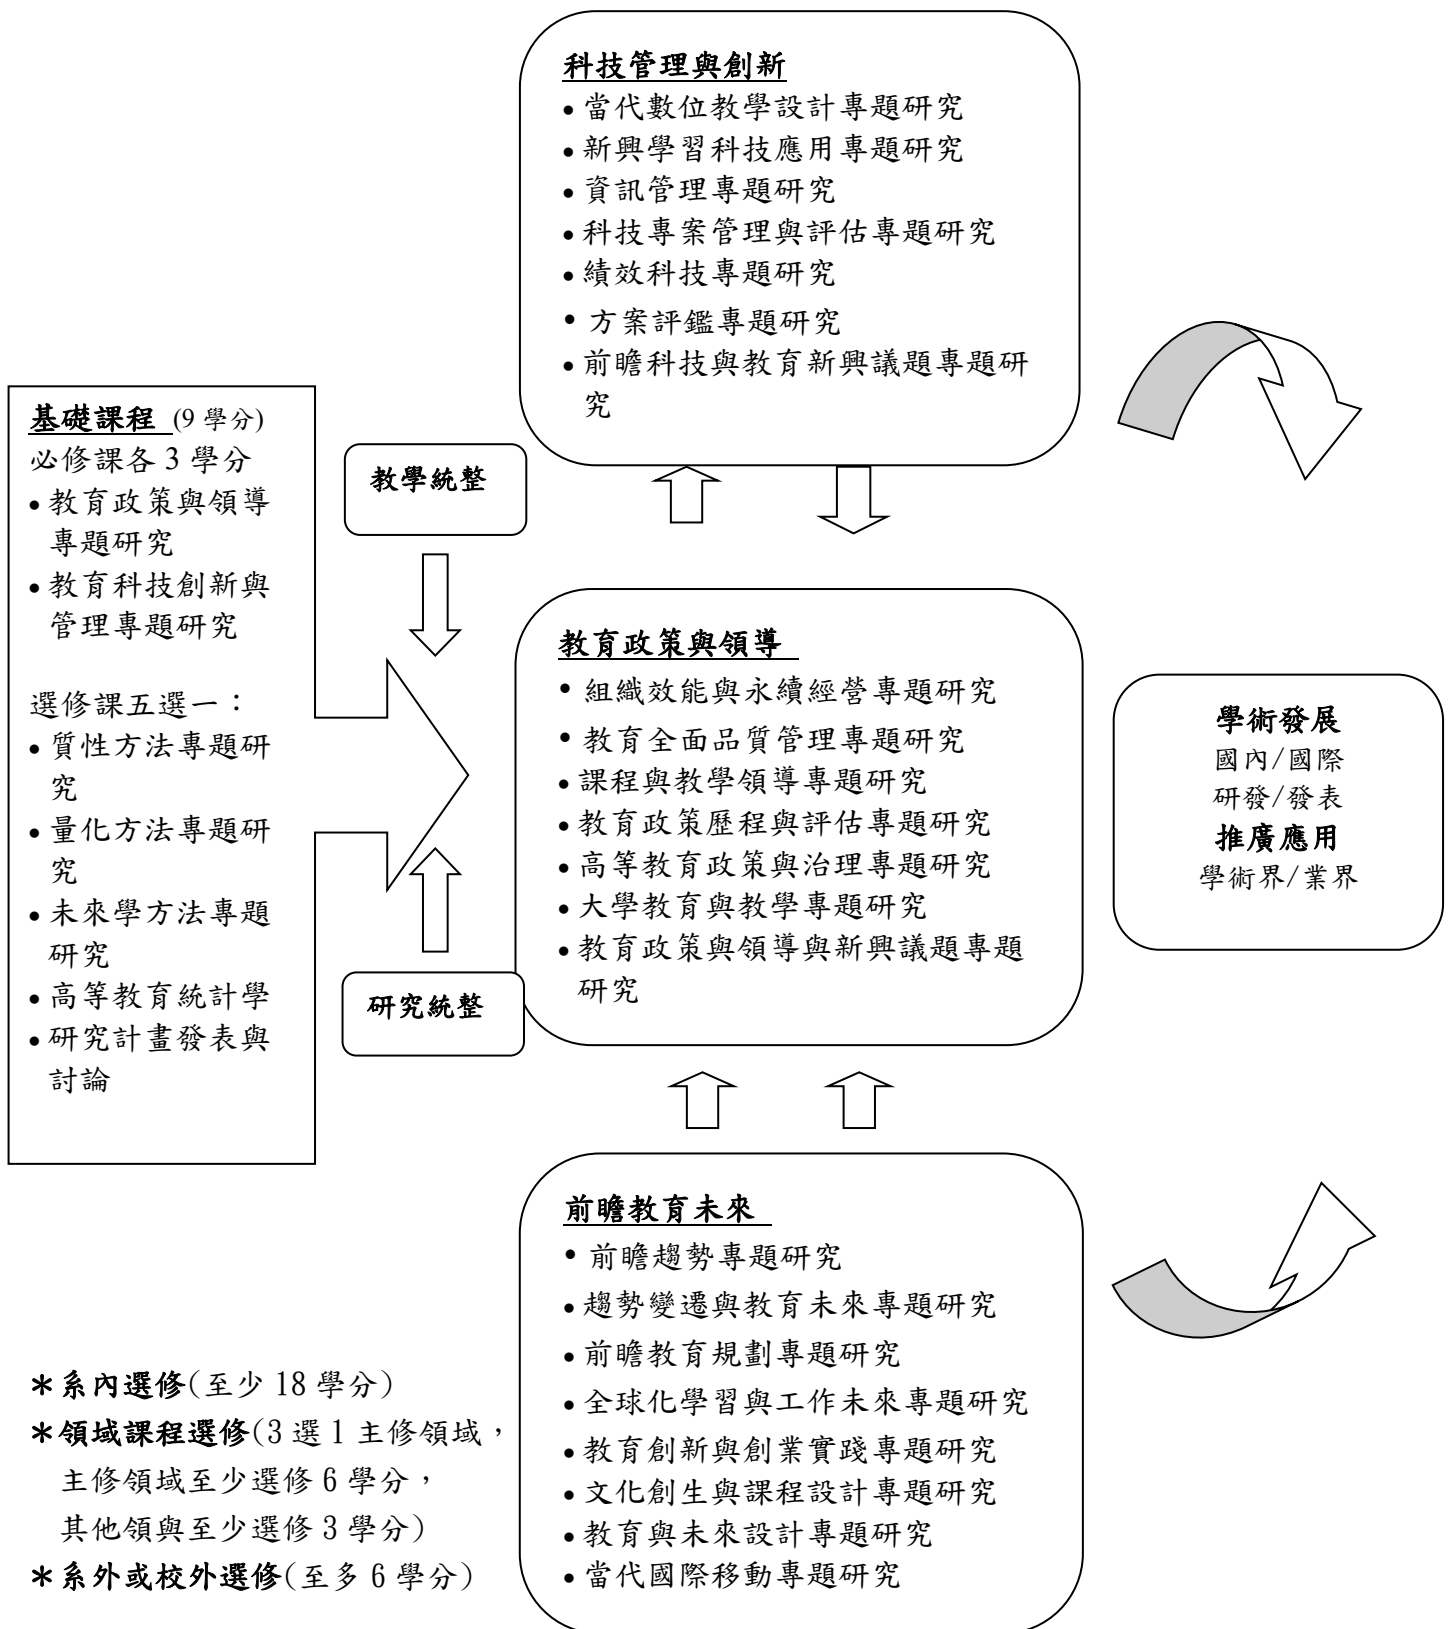 科技管理與創新
•當代數位教學設計專題研究
•新興學習科技應用專題研究
•資訊管理專題研究
•科技專案管理與評估專題研究
•績效科技專題研究
•方案評鑑專題研究
•前瞻科技與教育新興議題專題研
究
基礎課程 (9 學分)
必修課各 3 學分
•教育政策與領導
專題研究
•教育科技創新與
管理專題研究
選修課五選一：
•質性方法專題研
究
•量化方法專題研
究
•未來學方法專題
研究
•高等教育統計學
•研究計畫發表與
討論
教學統整
研究統整
教育政策與領導
•組織效能與永續經營專題研究
•教育全面品質管理專題研究
•課程與教學領導專題研究
•教育政策歷程與評估專題研究
•高等教育政策與治理專題研究
•大學教育與教學專題研究
•教育政策與領導與新興議題專題
研究
學術發展
國內/國際
研發/發表
推廣應用
學術界/業界
前瞻教育未來
•前瞻趨勢專題研究
•趨勢變遷與教育未來專題研究
•前瞻教育規劃專題研究
•全球化學習與工作未來專題研究
•教育創新與創業實踐專題研究
•文化創生與課程設計專題研究
•教育與未來設計專題研究
•當代國際移動專題研究
＊系內選修(至少 18 學分)
＊領域課程選修(3 選 1 主修領域，
主修領域至少選修 6 學分，
其他領與至少選修 3 學分)
＊系外或校外選修(至多 6 學分)